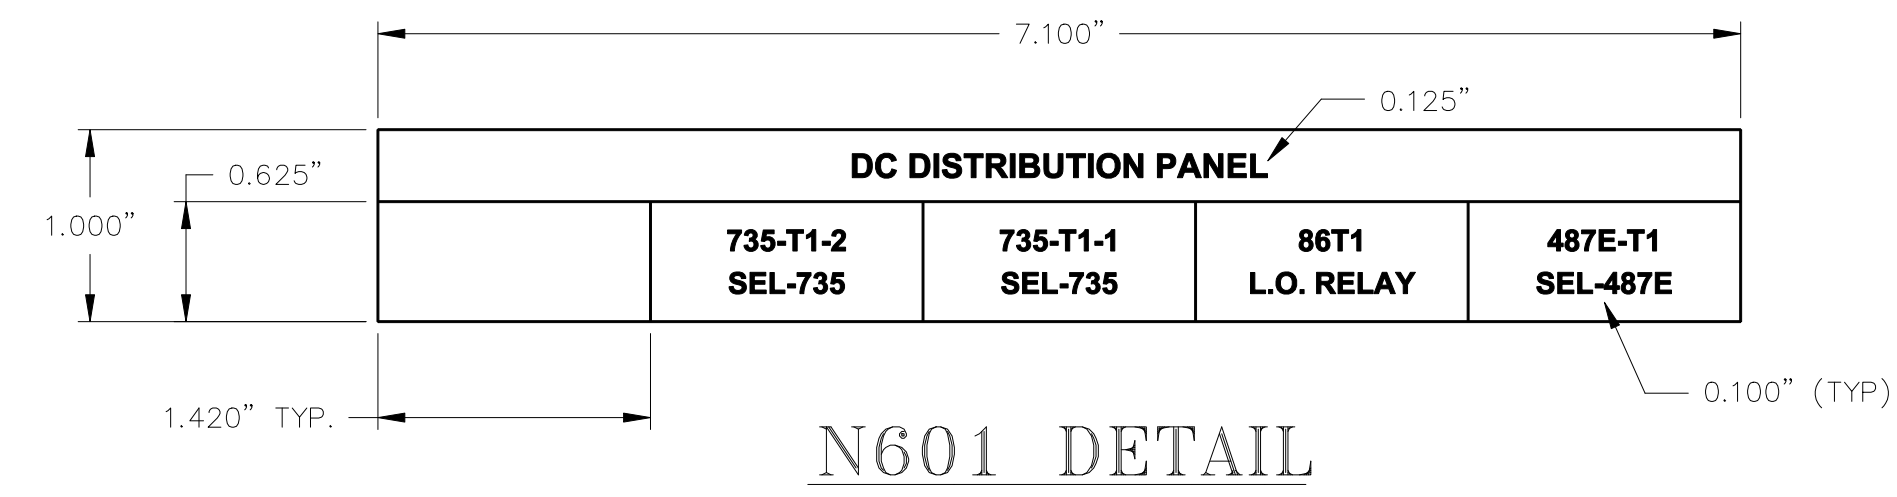 7.100”
0.125”
DC DISTRIBUTION PANEL
0.625”
1.000”
735-T1-2
SEL-735
735-T1-1
SEL-735
86T1
L.O. RELAY
487E-T1
SEL-487E
0.100” (TYP)
1.420” TYP.
N601 DETAIL